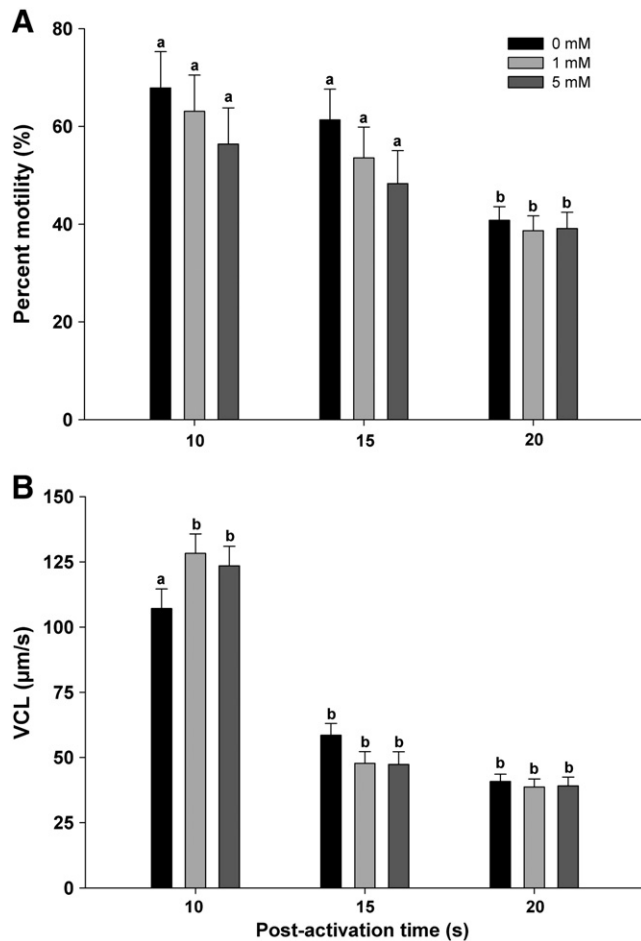 A
80
60
40
20
0
Percent motility (%)
a
a
a
a
a
a
b
b
b
0 mM
1 mM
5 mM
10
15
20
B
150
125
100
75
50
25
0
VCL (µm/s)
a
b
b
b
b
b
b
b
b
10
15
20
Post-activation time (s)